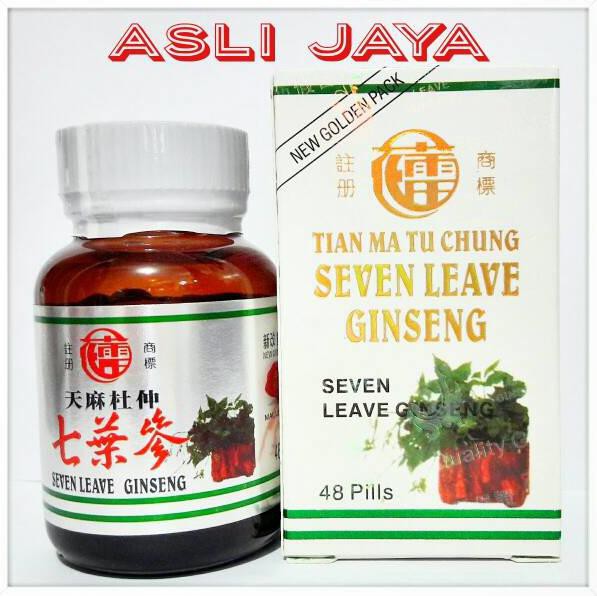 ASLI JAYA
NEW GOLDEN PACK
註册
商標
TIAN MA TU CHUNG
SEVEN LEAVE
GINSENG
SEVEN
LEAVE GINSENG
48 Pills
註册
商標
天麻杜仲
七葉參
SEVEN LEAVE GINSENG